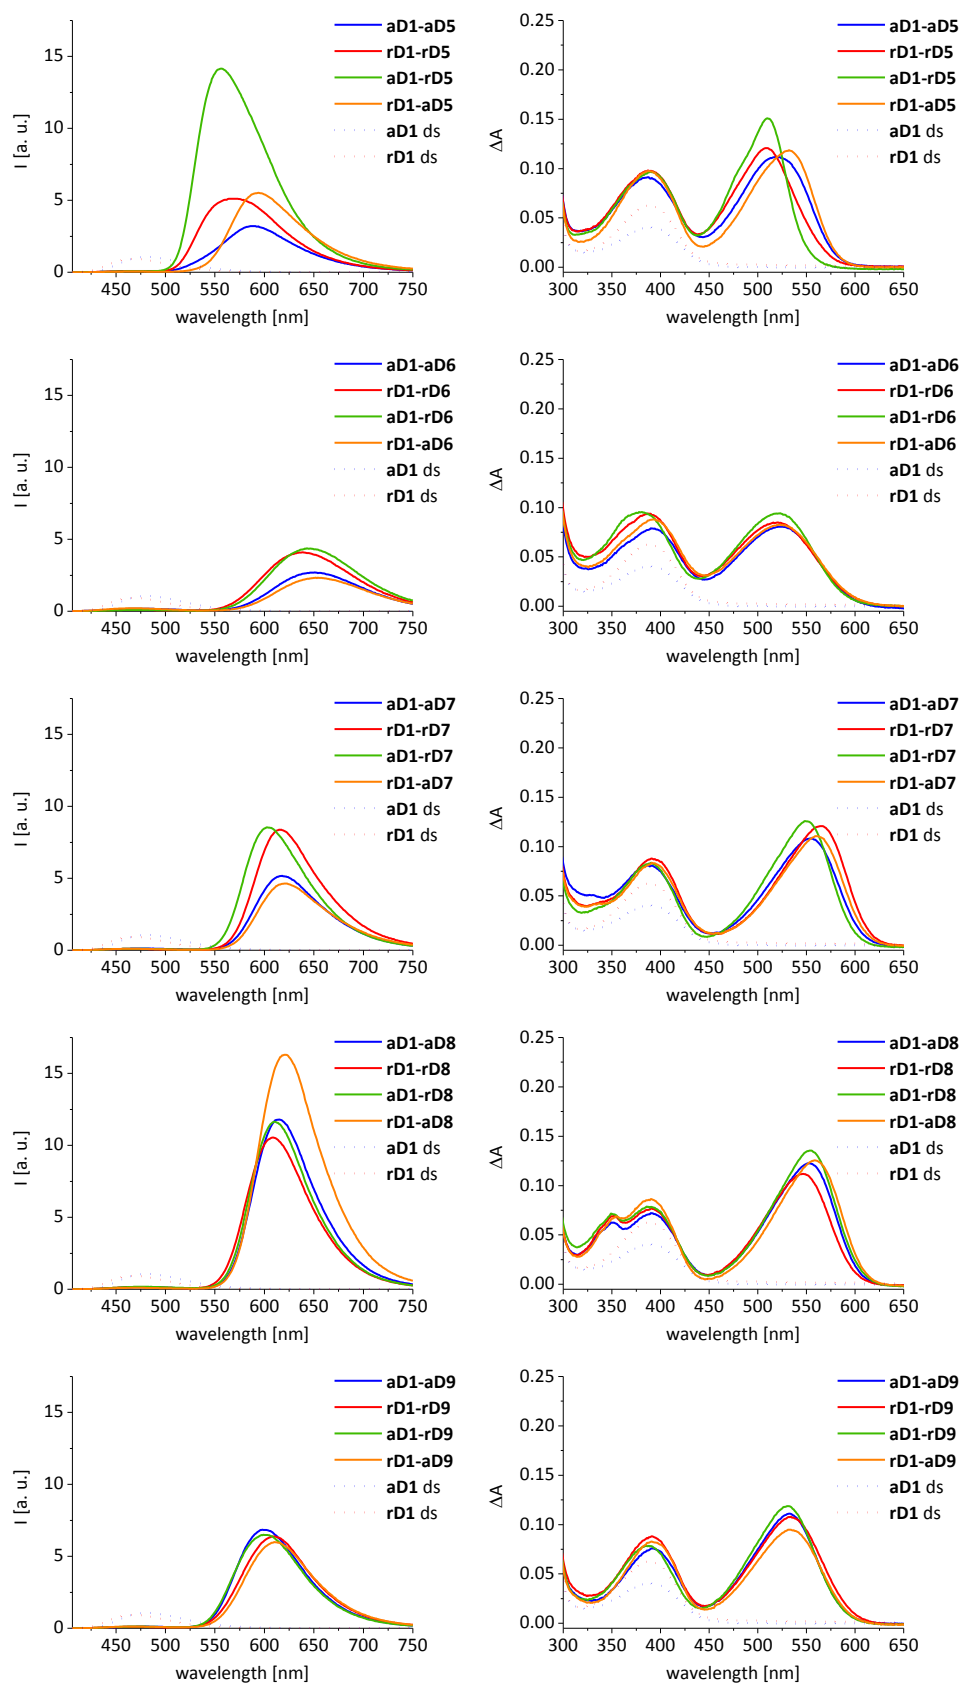 aD1-aD5
rD1-rD5
aD1-rD5
rD1-aD5
aD1 ds
rD1 ds
15
10
5
0
I [a. u.]
450 500 550 600 650 700 750
wavelength [nm]
aD1-aD5
rD1-rD5
aD1-rD5
rD1-aD5
aD1 ds
rD1 ds
0.25
0.20
0.15
0.10
0.05
0.00
ΔA
300 350 400 450 500 550 600 650
wavelength [nm]
aD1-aD6
rD1-rD6
aD1-rD6
rD1-aD6
aD1 ds
rD1 ds
15
10
5
0
I [a. u.]
450 500 550 600 650 700 750
wavelength [nm]
aD1-aD6
rD1-rD6
aD1-rD6
rD1-aD6
aD1 ds
rD1 ds
0.25
0.20
0.15
0.10
0.05
0.00
ΔA
300 350 400 450 500 550 600 650
wavelength [nm]
aD1-aD7
rD1-rD7
aD1-rD7
rD1-aD7
aD1 ds
rD1 ds
15
10
5
0
I [a. u.]
450 500 550 600 650 700 750
wavelength [nm]
aD1-aD7
rD1-rD7
aD1-rD7
rD1-aD7
aD1 ds
rD1 ds
0.25
0.20
0.15
0.10
0.05
0.00
ΔA
300 350 400 450 500 550 600 650
wavelength [nm]
aD1-aD8
rD1-rD8
aD1-rD8
rD1-aD8
aD1 ds
rD1 ds
15
10
5
0
I [a. u.]
450 500 550 600 650 700 750
wavelength [nm]
aD1-aD8
rD1-rD8
aD1-rD8
rD1-aD8
aD1 ds
rD1 ds
0.25
0.20
0.15
0.10
0.05
0.00
ΔA
300 350 400 450 500 550 600 650
wavelength [nm]
aD1-aD9
rD1-rD9
aD1-rD9
rD1-aD9
aD1 ds
rD1 ds
15
10
5
0
I [a. u.]
450 500 550 600 650 700 750
wavelength [nm]
aD1-aD9
rD1-rD9
aD1-rD9
rD1-aD9
aD1 ds
rD1 ds
0.25
0.20
0.15
0.10
0.05
0.00
ΔA
300 350 400 450 500 550 600 650
wavelength [nm]